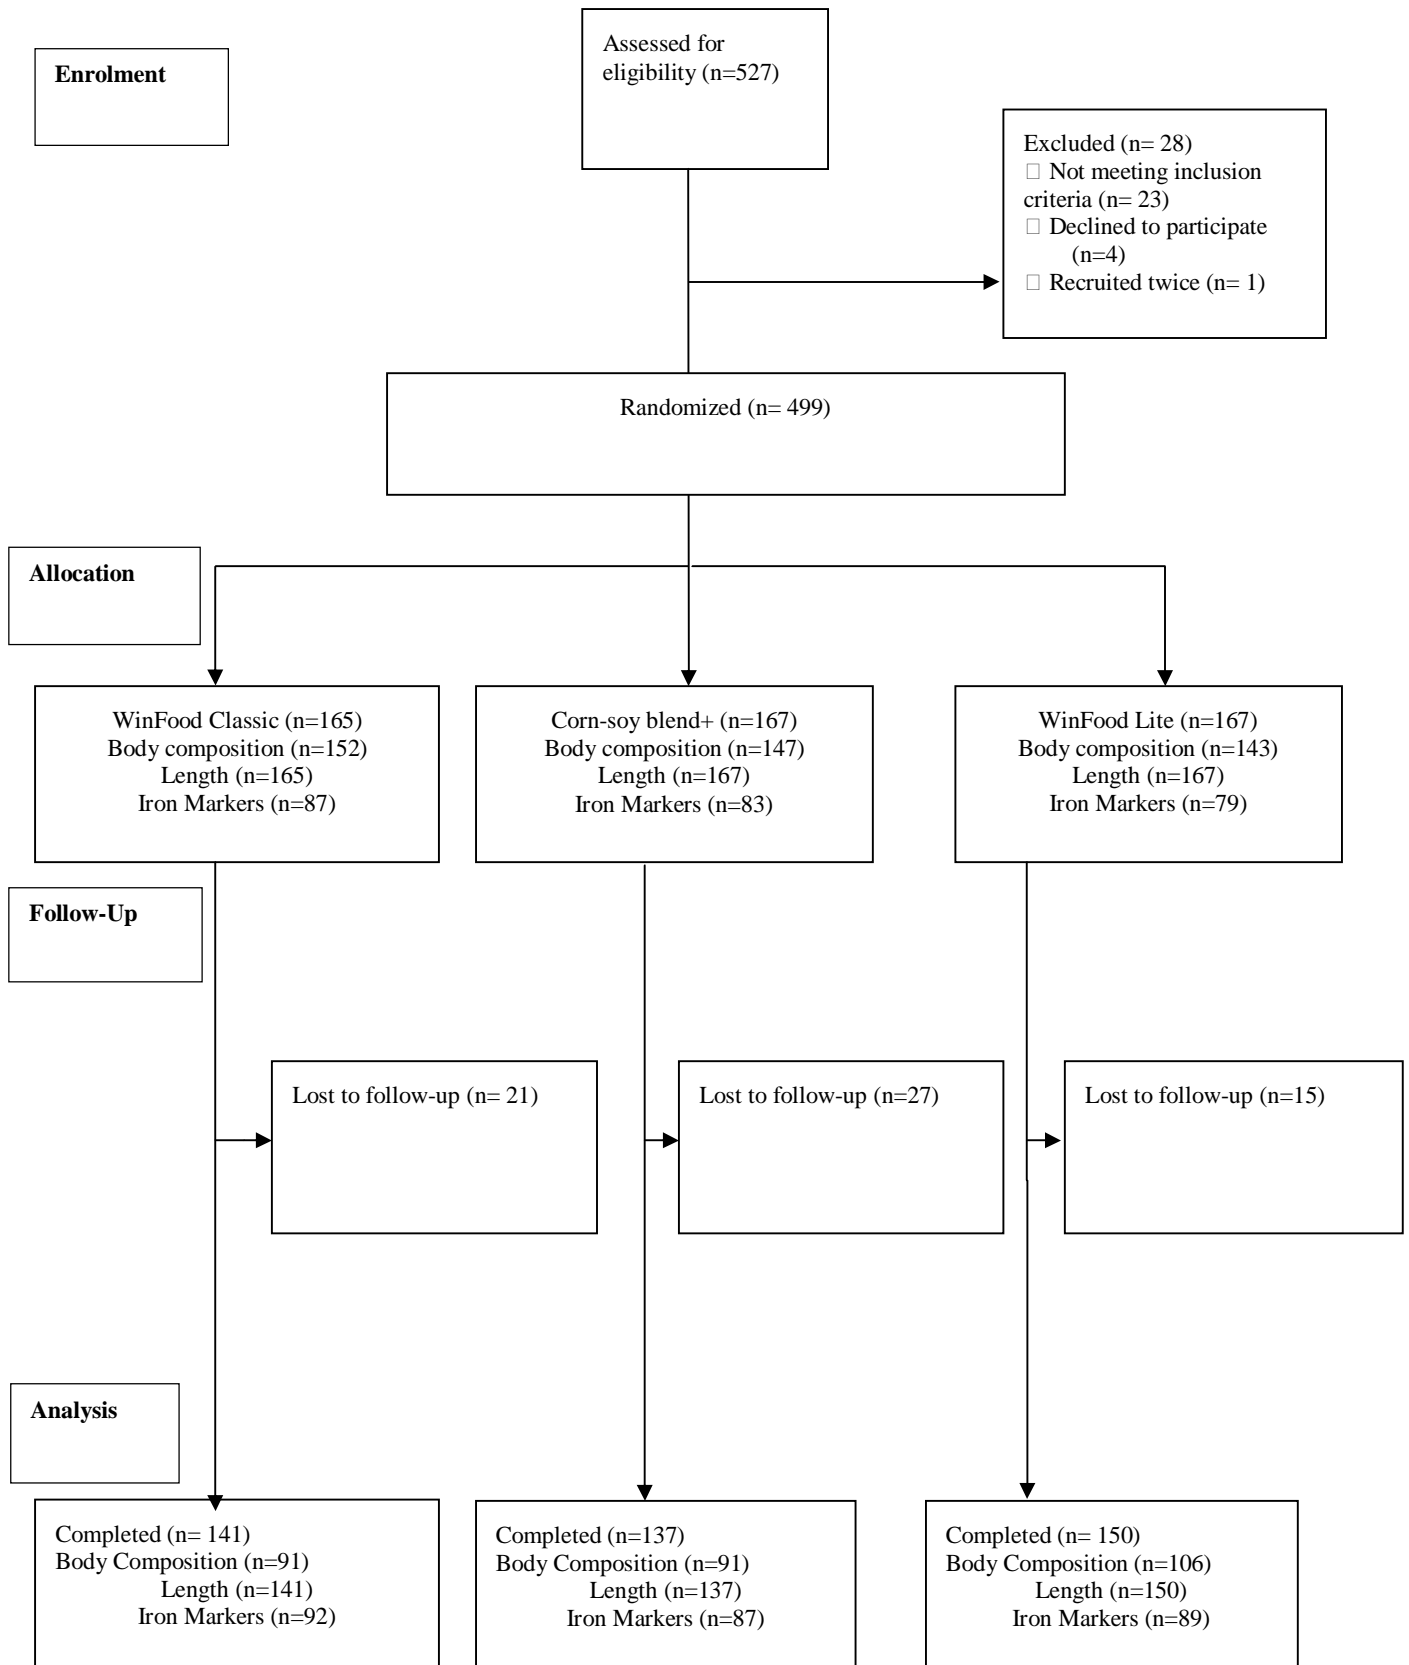 Enrolment
Assessed for
eligibility (n=527)
Excluded (n= 28)
□ Not meeting inclusion
criteria (n= 23)
□ Declined to participate
(n=4)
□ Recruited twice (n= 1)
Randomized (n= 499)
Allocation
WinFood Classic (n=165)
Body composition (n=152)
Length (n=165)
Iron Markers (n=87)
Corn-soy blend+ (n=167)
Body composition (n=147)
Length (n=167)
Iron Markers (n=83)
WinFood Lite (n=167)
Body composition (n=143)
Length (n=167)
Iron Markers (n=79)
Follow-Up
Lost to follow-up (n= 21)
Lost to follow-up (n=27)
Lost to follow-up (n=15)
Analysis
Completed (n= 141)
Body Composition (n=91)
Length (n=141)
Iron Markers (n=92)
Completed (n=137)
Body Composition (n=91)
Length (n=137)
Iron Markers (n=87)
Completed (n= 150)
Body Composition (n=106)
Length (n=150)
Iron Markers (n=89)